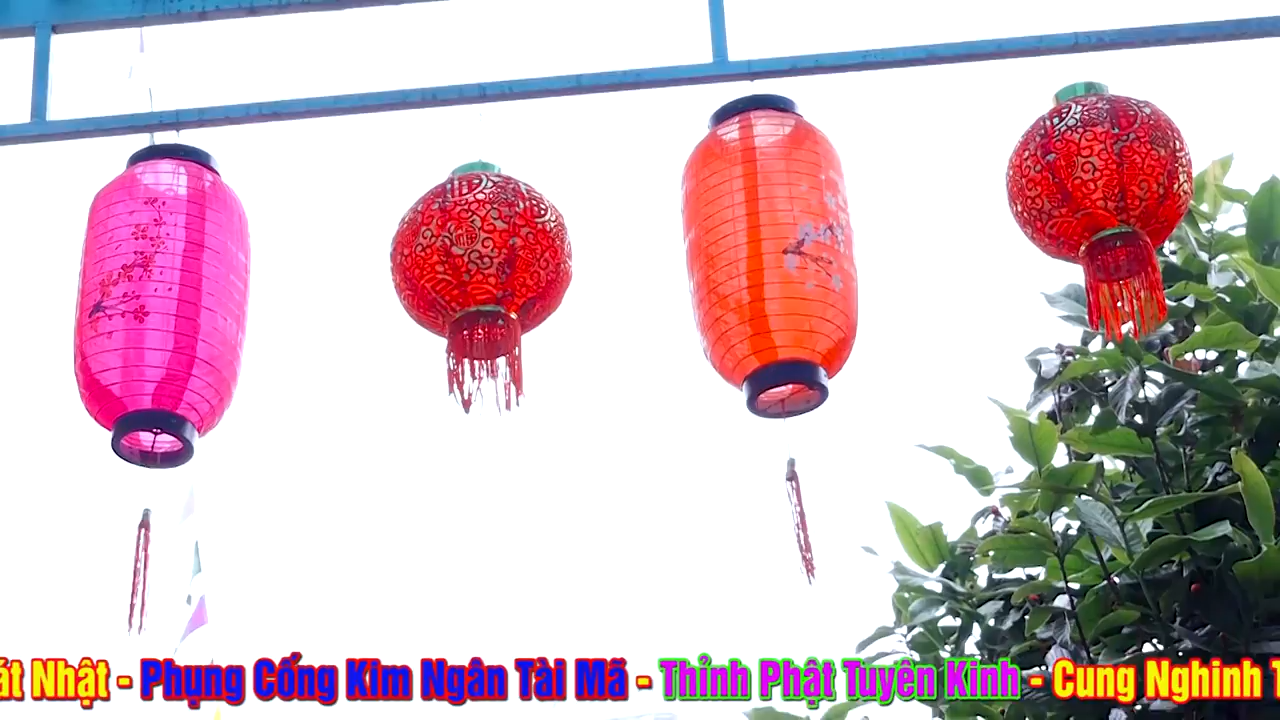 Nhật - Phụng Cống Kim Ngân Tài Mã - Thỉnh Phật Tuyên Kinh - Cung Nghinh